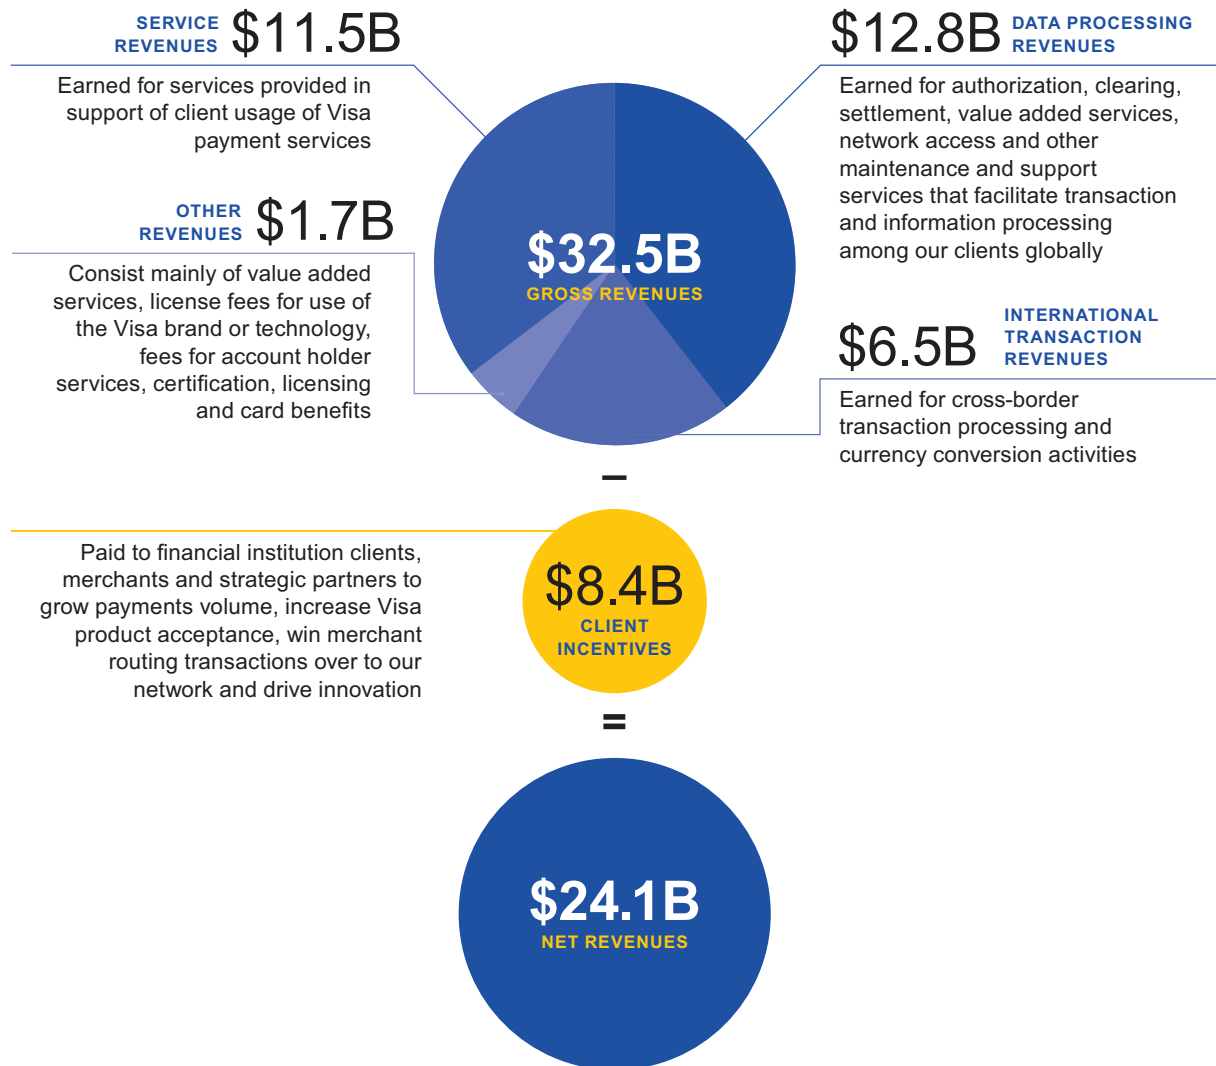 SERVICE
REVENUES $11.5B
Earned for services provided in
support of client usage of Visa
payment services
OTHER
REVENUES $1.7B
Consist mainly of value added
services, license fees for use of
the Visa brand or technology,
fees for account holder
services, certification, licensing
and card benefits
$32.5B
GROSS REVENUES
$12.8B DATA PROCESSING
REVENUES
Earned for authorization, clearing,
settlement, value added services,
network access and other
maintenance and support
services that facilitate transaction
and information processing
among our clients globally
$6.5B INTERNATIONAL
TRANSACTION
REVENUES
Earned for cross-border
transaction processing and
currency conversion activities
–
Paid to financial institution clients,
merchants and strategic partners to
grow payments volume, increase Visa
product acceptance, win merchant
routing transactions over to our
network and drive innovation
$8.4B
CLIENT
INCENTIVES
=
$24.1B
NET REVENUES